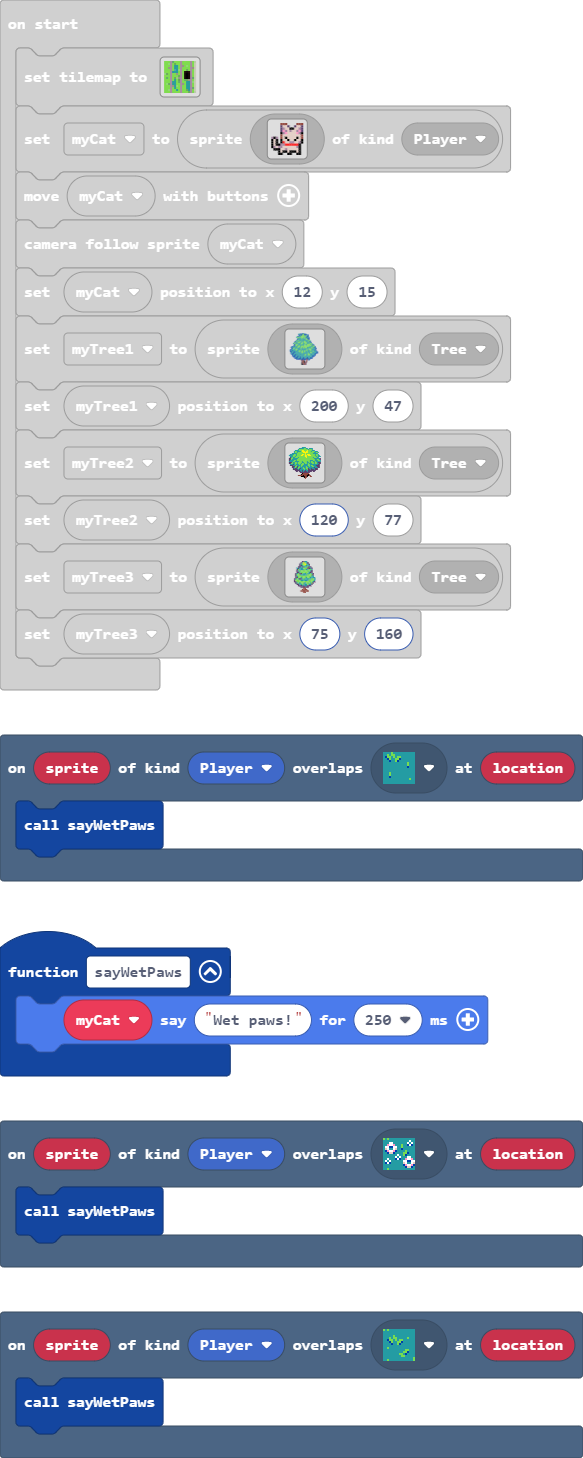 on start
set tilemap to
set myCat to sprite of kind Player
move myCat with buttons
camera follow sprite myCat
set myCat position to x 12 y 15
set myTree1 to sprite of kind Tree
set myTree1 position to x 200 y 47
set myTree2 to sprite of kind Tree
set myTree2 position to x 120 y 77
set myTree3 to sprite of kind Tree
set myTree3 position to x 75 y 160
on sprite of kind Player overlaps at location
call sayWetPaws
function sayWetPaws
myCat say "Wet paws!" for 250 ms
on sprite of kind Player overlaps at location
call sayWetPaws
on sprite of kind Player overlaps at location
call sayWetPaws